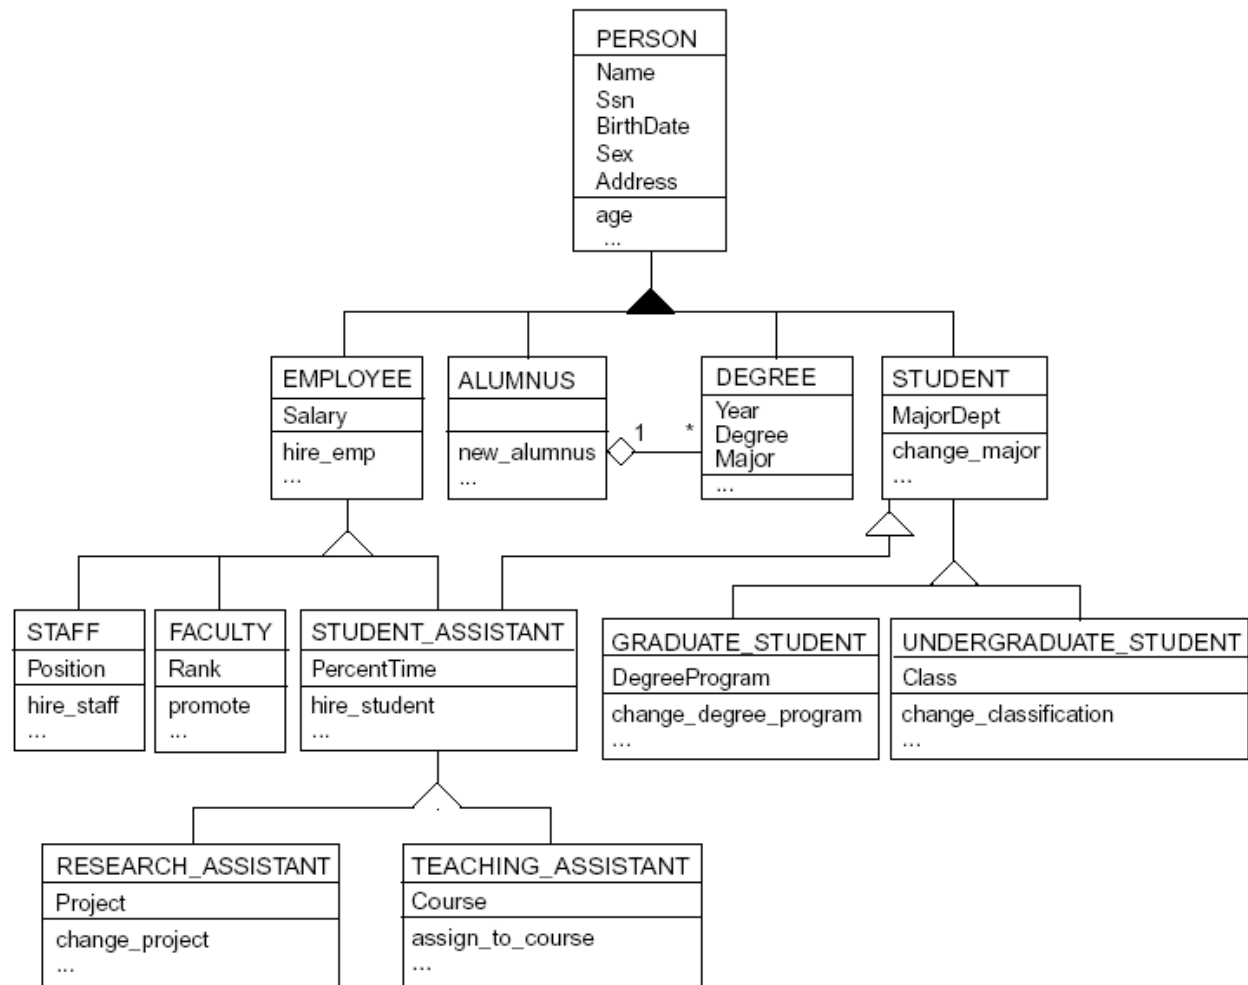 PERSON
Name
Ssn
BirthDate
Sex
Address
age
...
EMPLOYEE
Salary
hire_emp
...
ALUMNUS
new_alumnus
...
1
*
DEGREE
Year
Degree
Major
...
STUDENT
MajorDept
change_major
...
STAFF
Position
hire_staff
...
FACULTY
Rank
promote
...
STUDENT_ASSISTANT
PercentTime
hire_student
...
GRADUATE_STUDENT
DegreeProgram
change_degree_program
...
UNDERGRADUATE_STUDENT
Class
change_classification
...
RESEARCH_ASSISTANT
Project
change_project
...
TEACHING_ASSISTANT
Course
assign_to_course
...